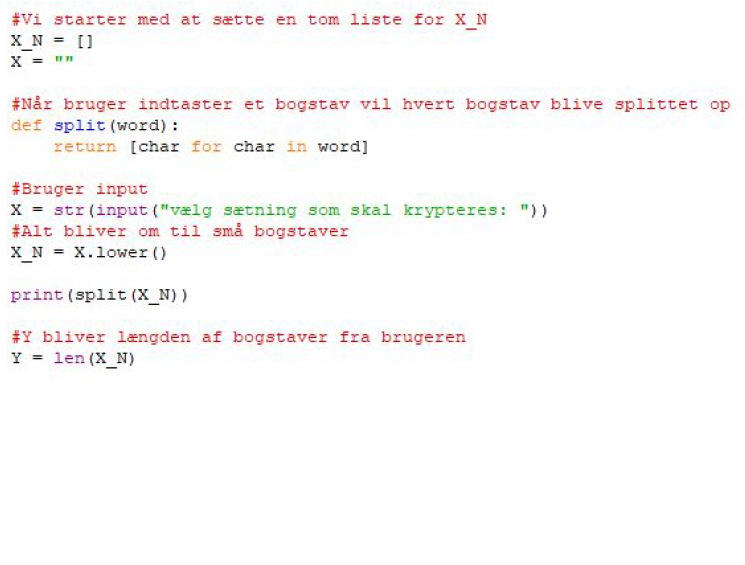 #Vi starter med at sætte en tom liste for X_N
X_N = []
X = ""
#Når bruger indtaster et bogstav vil hvert bogstav blive splittet op
def split(word):
    return [char for char in word]
#Bruger input
X = str(input("vælg sætning som skal krypteres: "))
#Alt bliver om til små bogstaver
X_N = X.lower()
print(split(X_N))
#Y bliver længden af bogstaver fra brugeren
Y = len(X_N)